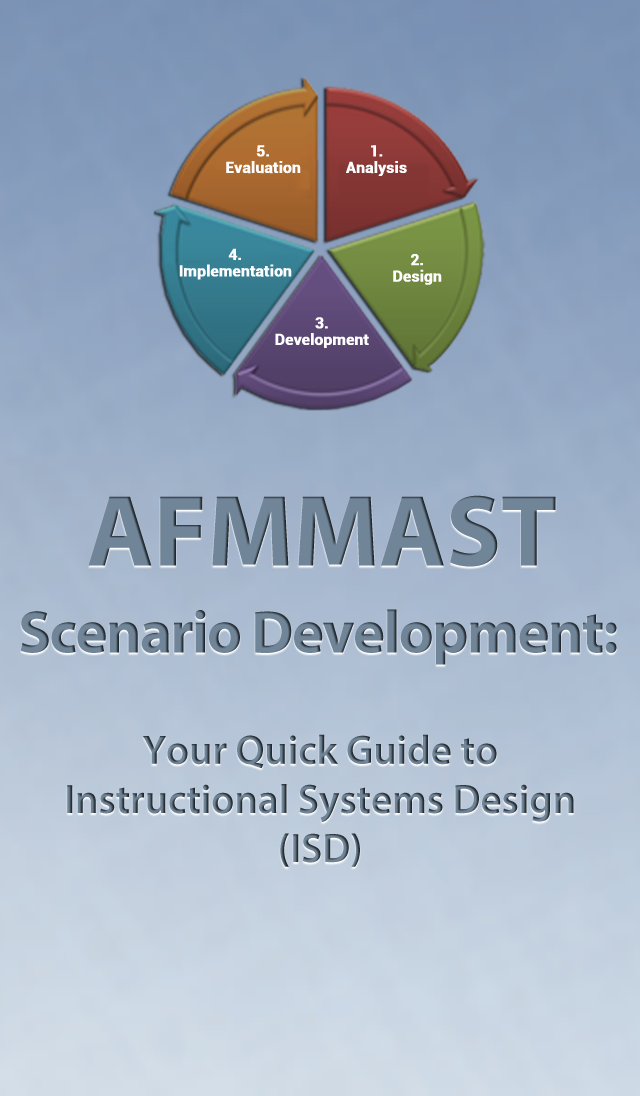 1.
Analysis
2.
Design
3.
Development
4.
Implementation
5.
Evaluation
AFMMAST
Scenario Development:
Your Quick Guide to
Instructional Systems Design
(ISD)